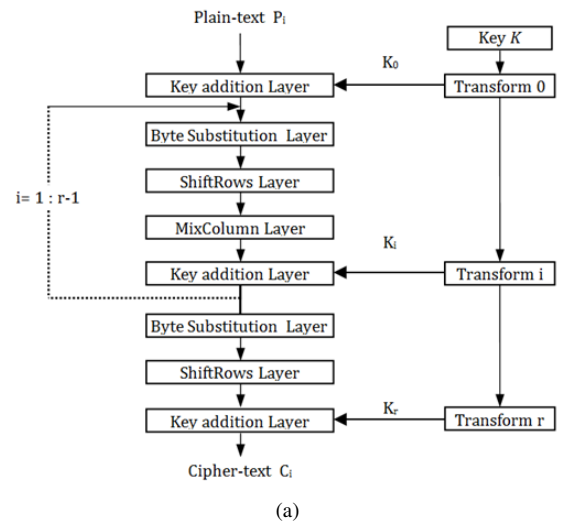 Plain-text Pi
Key K
K0
Key addition Layer
Transform 0
Byte Substitution Layer
ShiftRows Layer
i= 1 : r-1
MixColumn Layer
Ki
Key addition Layer
Transform i
Byte Substitution Layer
ShiftRows Layer
Kr
Key addition Layer
Transform r
Cipher-text Ci
(a)